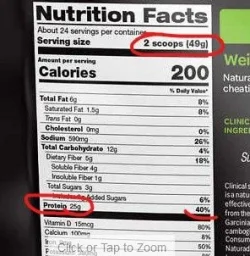 Nutrition Facts
About 24 servings per container
Serving size 2 scoops (49g)
Amount per serving
Calories 200
% Daily Value*
Total Fat 6g 8%
Saturated Fat 1.5g 8%
Trans Fat 0g
Cholesterol 0mg 0%
Sodium 590mg 26%
Total Carbohydrate 12g 4%
Dietary Fiber 5g 18%
Soluble Fiber 4g
Insoluble Fiber 1g
Total Sugars 3g
Added Sugars 6%
Protein 25g 40%
Vitamin D 15mcg 80%
Calcium
Click or Tap to Zoom
Wei
Natura
cheati
CLINIC
INGRE
Clinical s
is a natur
effective
from the
Garcinia
cambog
Consum
Natural